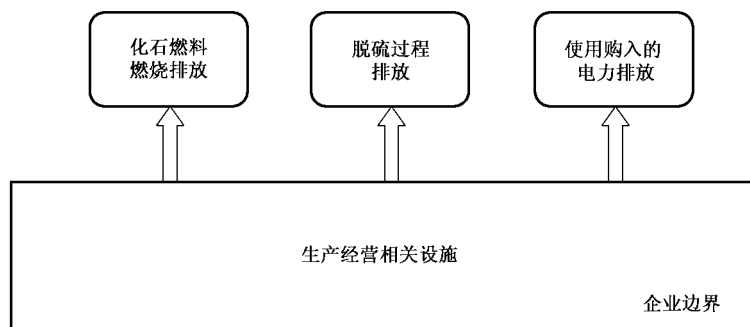 化石燃料
燃烧排放
脱硫过程
排放
使用购入的
电力排放
生产经营相关设施
企业边界